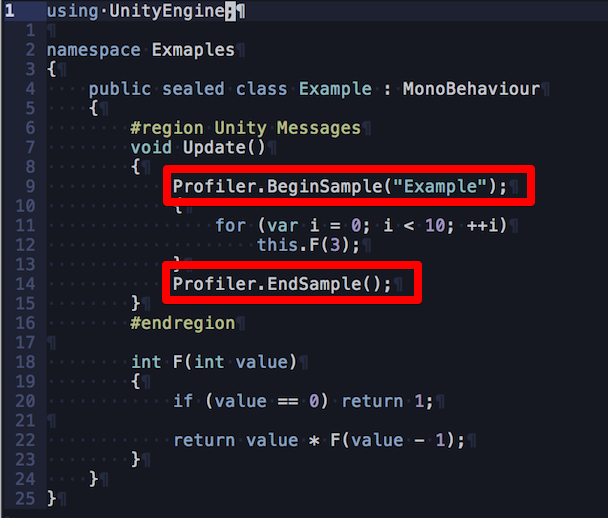 1 using UnityEngine;
1
2 namespace Exmaples
3 {
4 public sealed class Example : MonoBehaviour
5 {
6 #region Unity Messages
7 void Update()
8 {
9 Profiler.BeginSample("Example");
10 {
11 for (var i = 0; i < 10; ++i)
12 this.F(3);
13 }
14 Profiler.EndSample();
15 }
16 #endregion
17
18 int F(int value)
19 {
20 if (value == 0) return 1;
21
22 return value * F(value - 1);
23 }
24 }
25 }